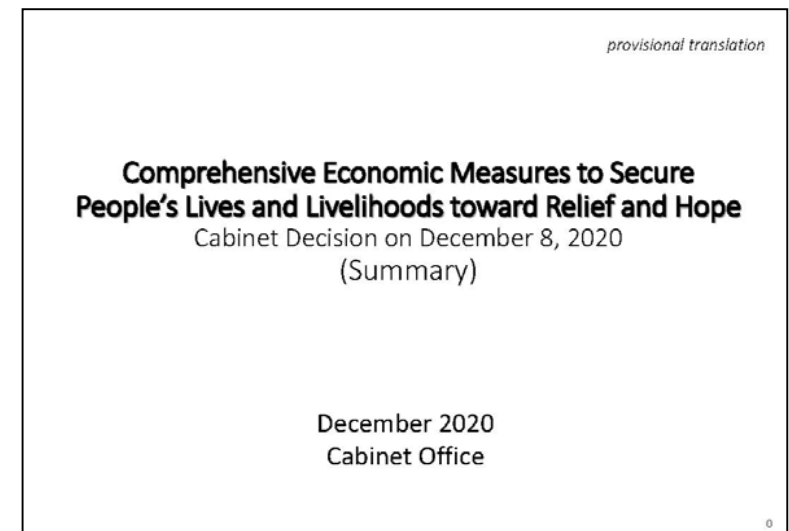 provisional translation
Comprehensive Economic Measures to Secure
People's Lives and Livelihoods toward Relief and Hope
Cabinet Decision on December 8, 2020
(Summary)
December 2020
Cabinet Office
0